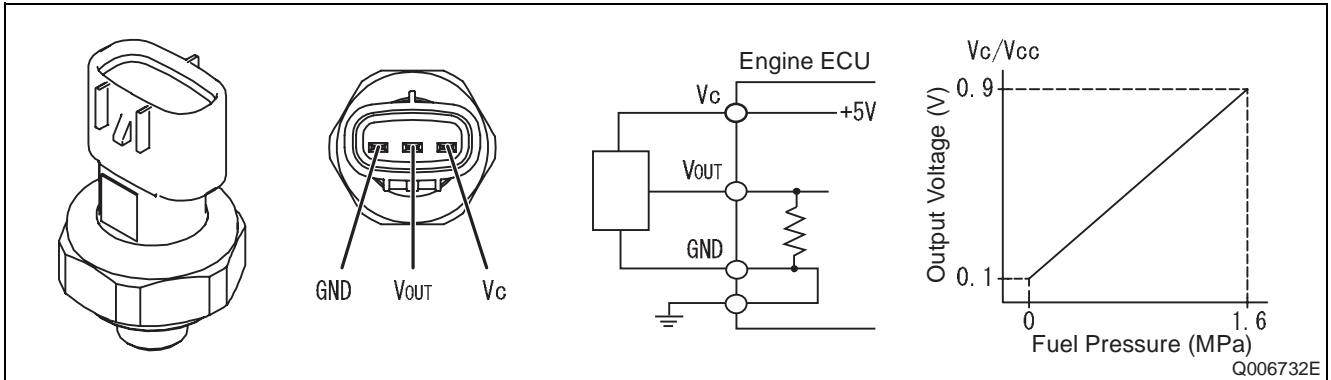 GND
VOUT
Vc
Engine ECU
Vc
+5V
VOUT
GND
Vc/Vcc
Output Voltage (V)
0.9
0.1
0
1.6
Fuel Pressure (MPa)
Q006732E